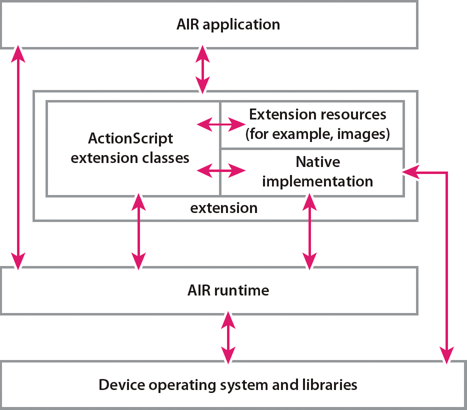 AIR application
ActionScript
extension classes
Extension resources
(for example, images)
Native
implementation
extension
AIR runtime
Device operating system and libraries